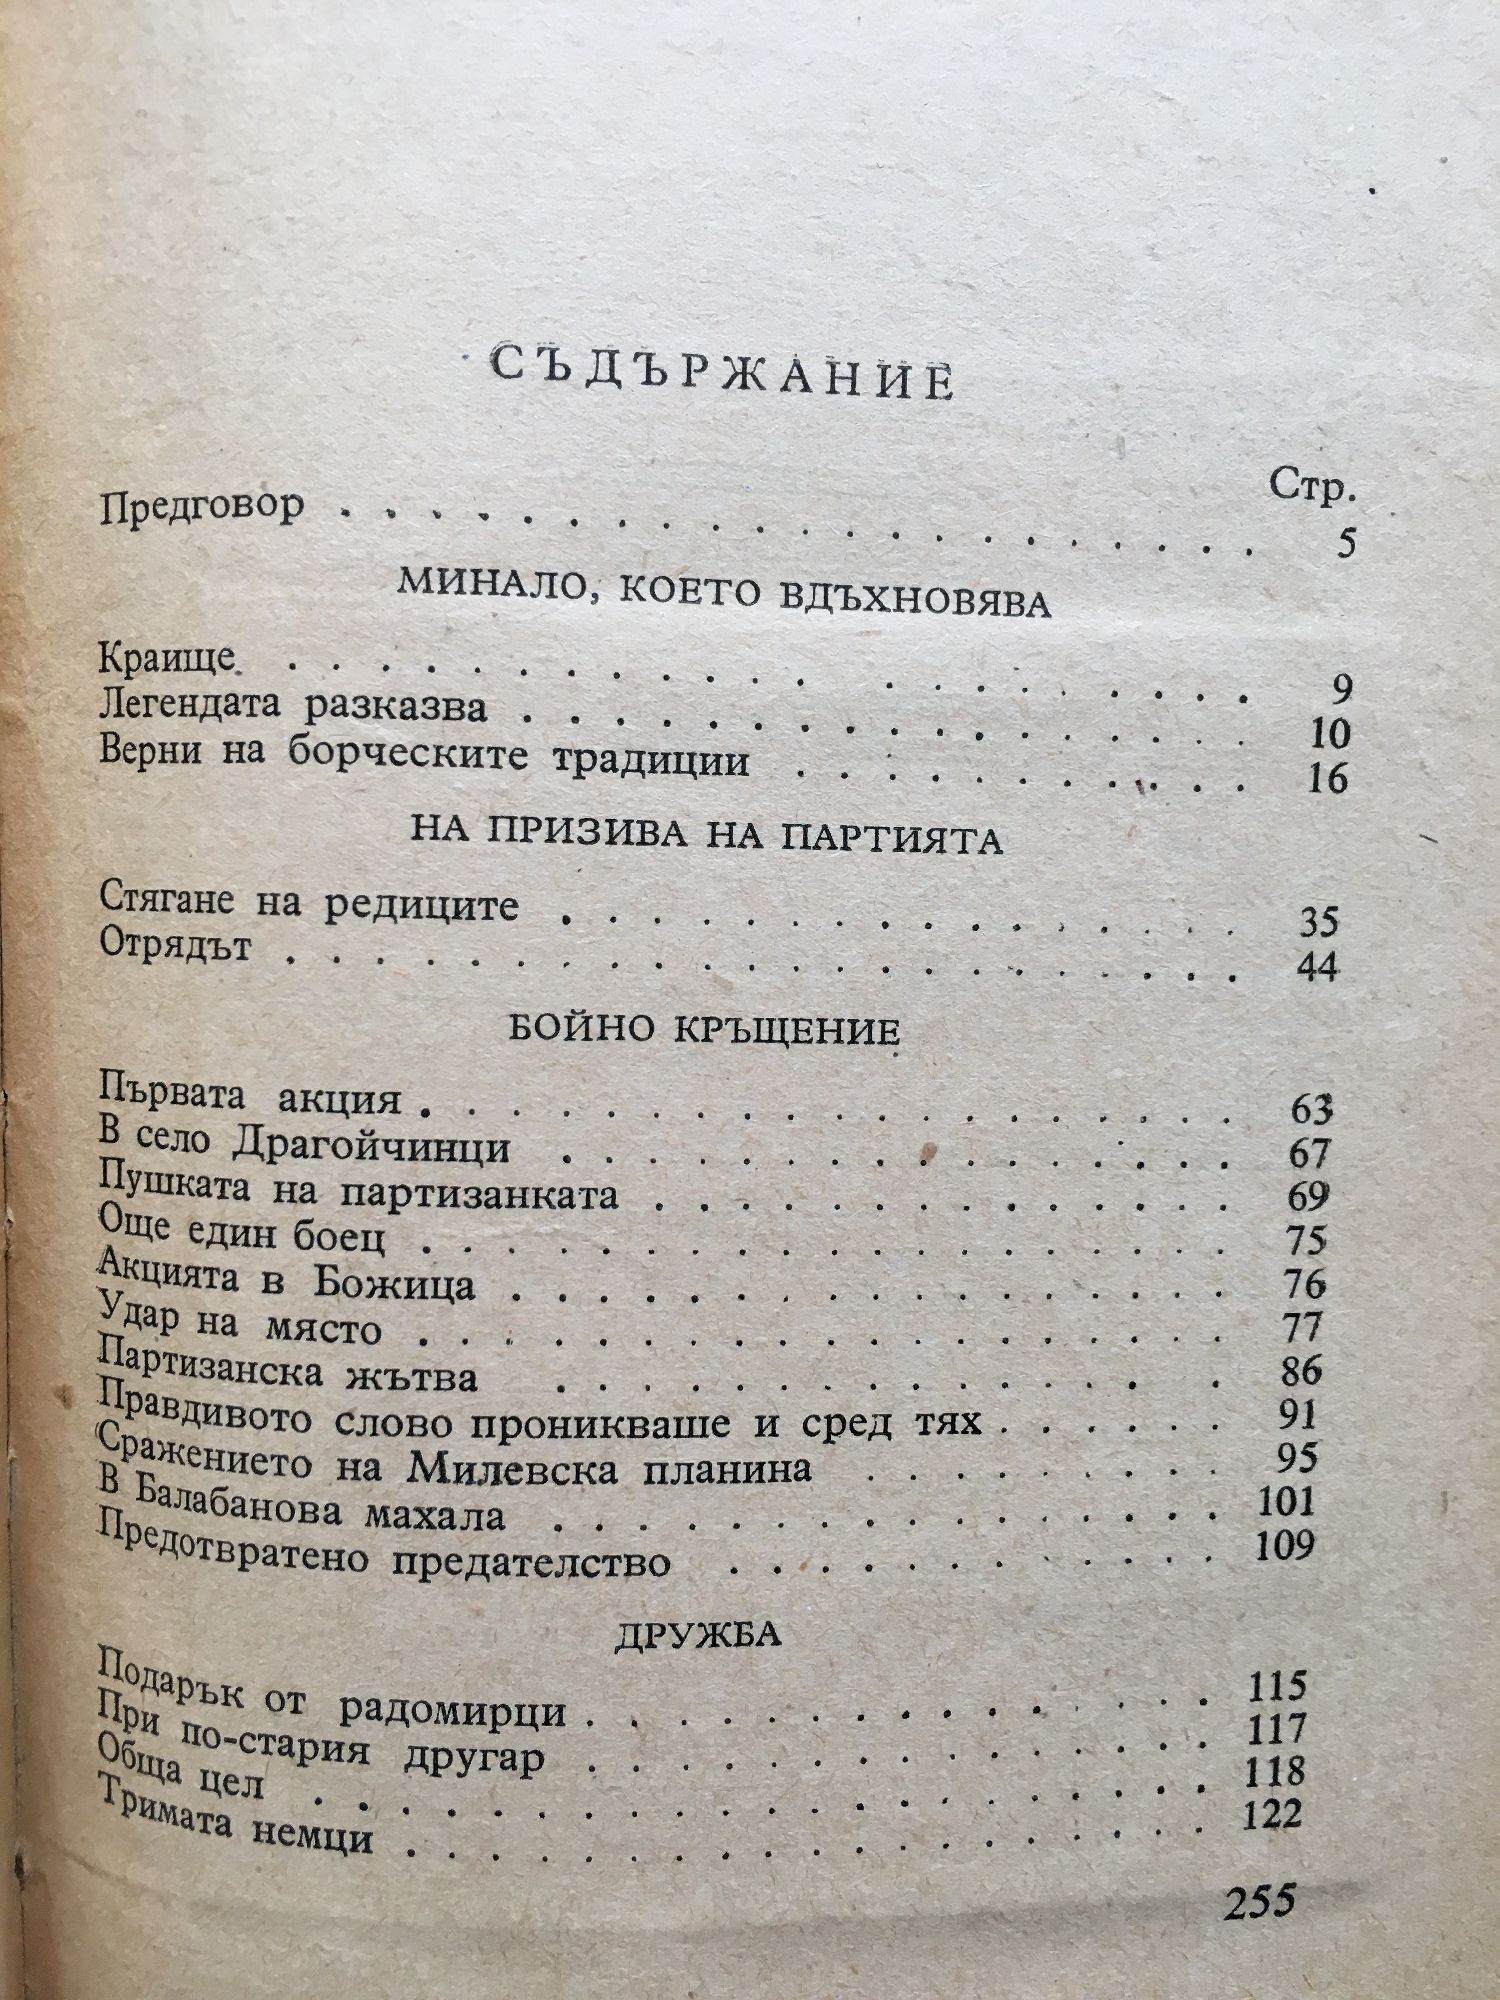 СЪДЪРЖАНИЕ
Стр.
Предговор . . . . . . . . . . . . . . . . . . . . . 5
МИНАЛО, КОЕТО ВДЪХНОВЯВА
Краище . . . . . . . . . . . . . . . . . . . . . 9
Легендата разказва . . . . . . . . . . . . . . . . 10
Верни на борческите традиции . . . . . . . . . . . 16
НА ПРИЗИВА НА ПАРТИЯТА
Стягане на редиците . . . . . . . . . . . . . . . 35
Отрядът . . . . . . . . . . . . . . . . . . . . . 44
БОЙНО КРЪЩЕНИЕ
Първата акция . . . . . . . . . . . . . . . . . . 63
В село Драгойчинци . . . . . . . . . . . . . . . 67
Пушката на партизанката . . . . . . . . . . . . . 69
Още един боец . . . . . . . . . . . . . . . . . . 75
Акцията в Божица . . . . . . . . . . . . . . . . 76
Удар на място . . . . . . . . . . . . . . . . . . 77
Партизанска жътва . . . . . . . . . . . . . . . 86
Правдивото слово проникваше и сред тях . . . . . . 91
Сражението на Милевска планина . . . . . . . . . 95
В Балабанова махала . . . . . . . . . . . . . . . 101
Предотвратено предателство . . . . . . . . . . . 109
ДРУЖБА
Подарък от радомирци . . . . . . . . . . . . . . 115
При по-стария другар . . . . . . . . . . . . . . 117
Обща цел . . . . . . . . . . . . . . . . . . . . 118
Тримата немци . . . . . . . . . . . . . . . . . . 122
255